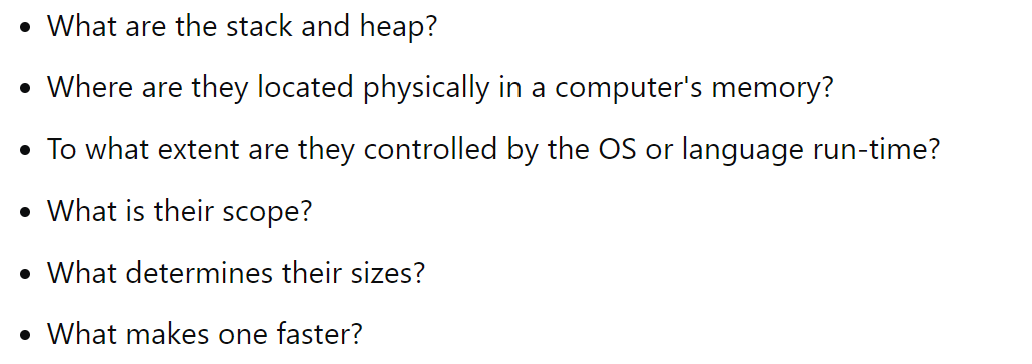 • What are the stack and heap?
• Where are they located physically in a computer's memory?
• To what extent are they controlled by the OS or language run-time?
• What is their scope?
• What determines their sizes?
• What makes one faster?